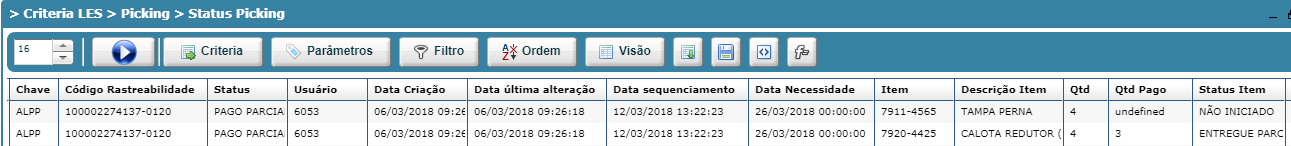 > Criteria LES > Picking > Status Picking
16 Criteria Parâmetros Filtro Ordem Visão
Chave Código Rastreabilidade Status Usuário Data Criação Data última alteração Data sequenciamento Data Necessidade Item Descrição Item Qtd Qtd Pago Status Item
ALPP 100002274137-0120 PAGO PARCIA 6053 06/03/2018 09:26 06/03/2018 09:26:18 12/03/2018 13:22:23 26/03/2018 00:00:00 7911-4565 TAMPA PERNA 4 undefined NÃO INICIADO
ALPP 100002274137-0120 PAGO PARCIA 6053 06/03/2018 09:26 06/03/2018 09:26:18 12/03/2018 13:22:23 26/03/2018 00:00:00 7920-4425 CALOTA REDUTOR ( 4 3 ENTREGUE PARC